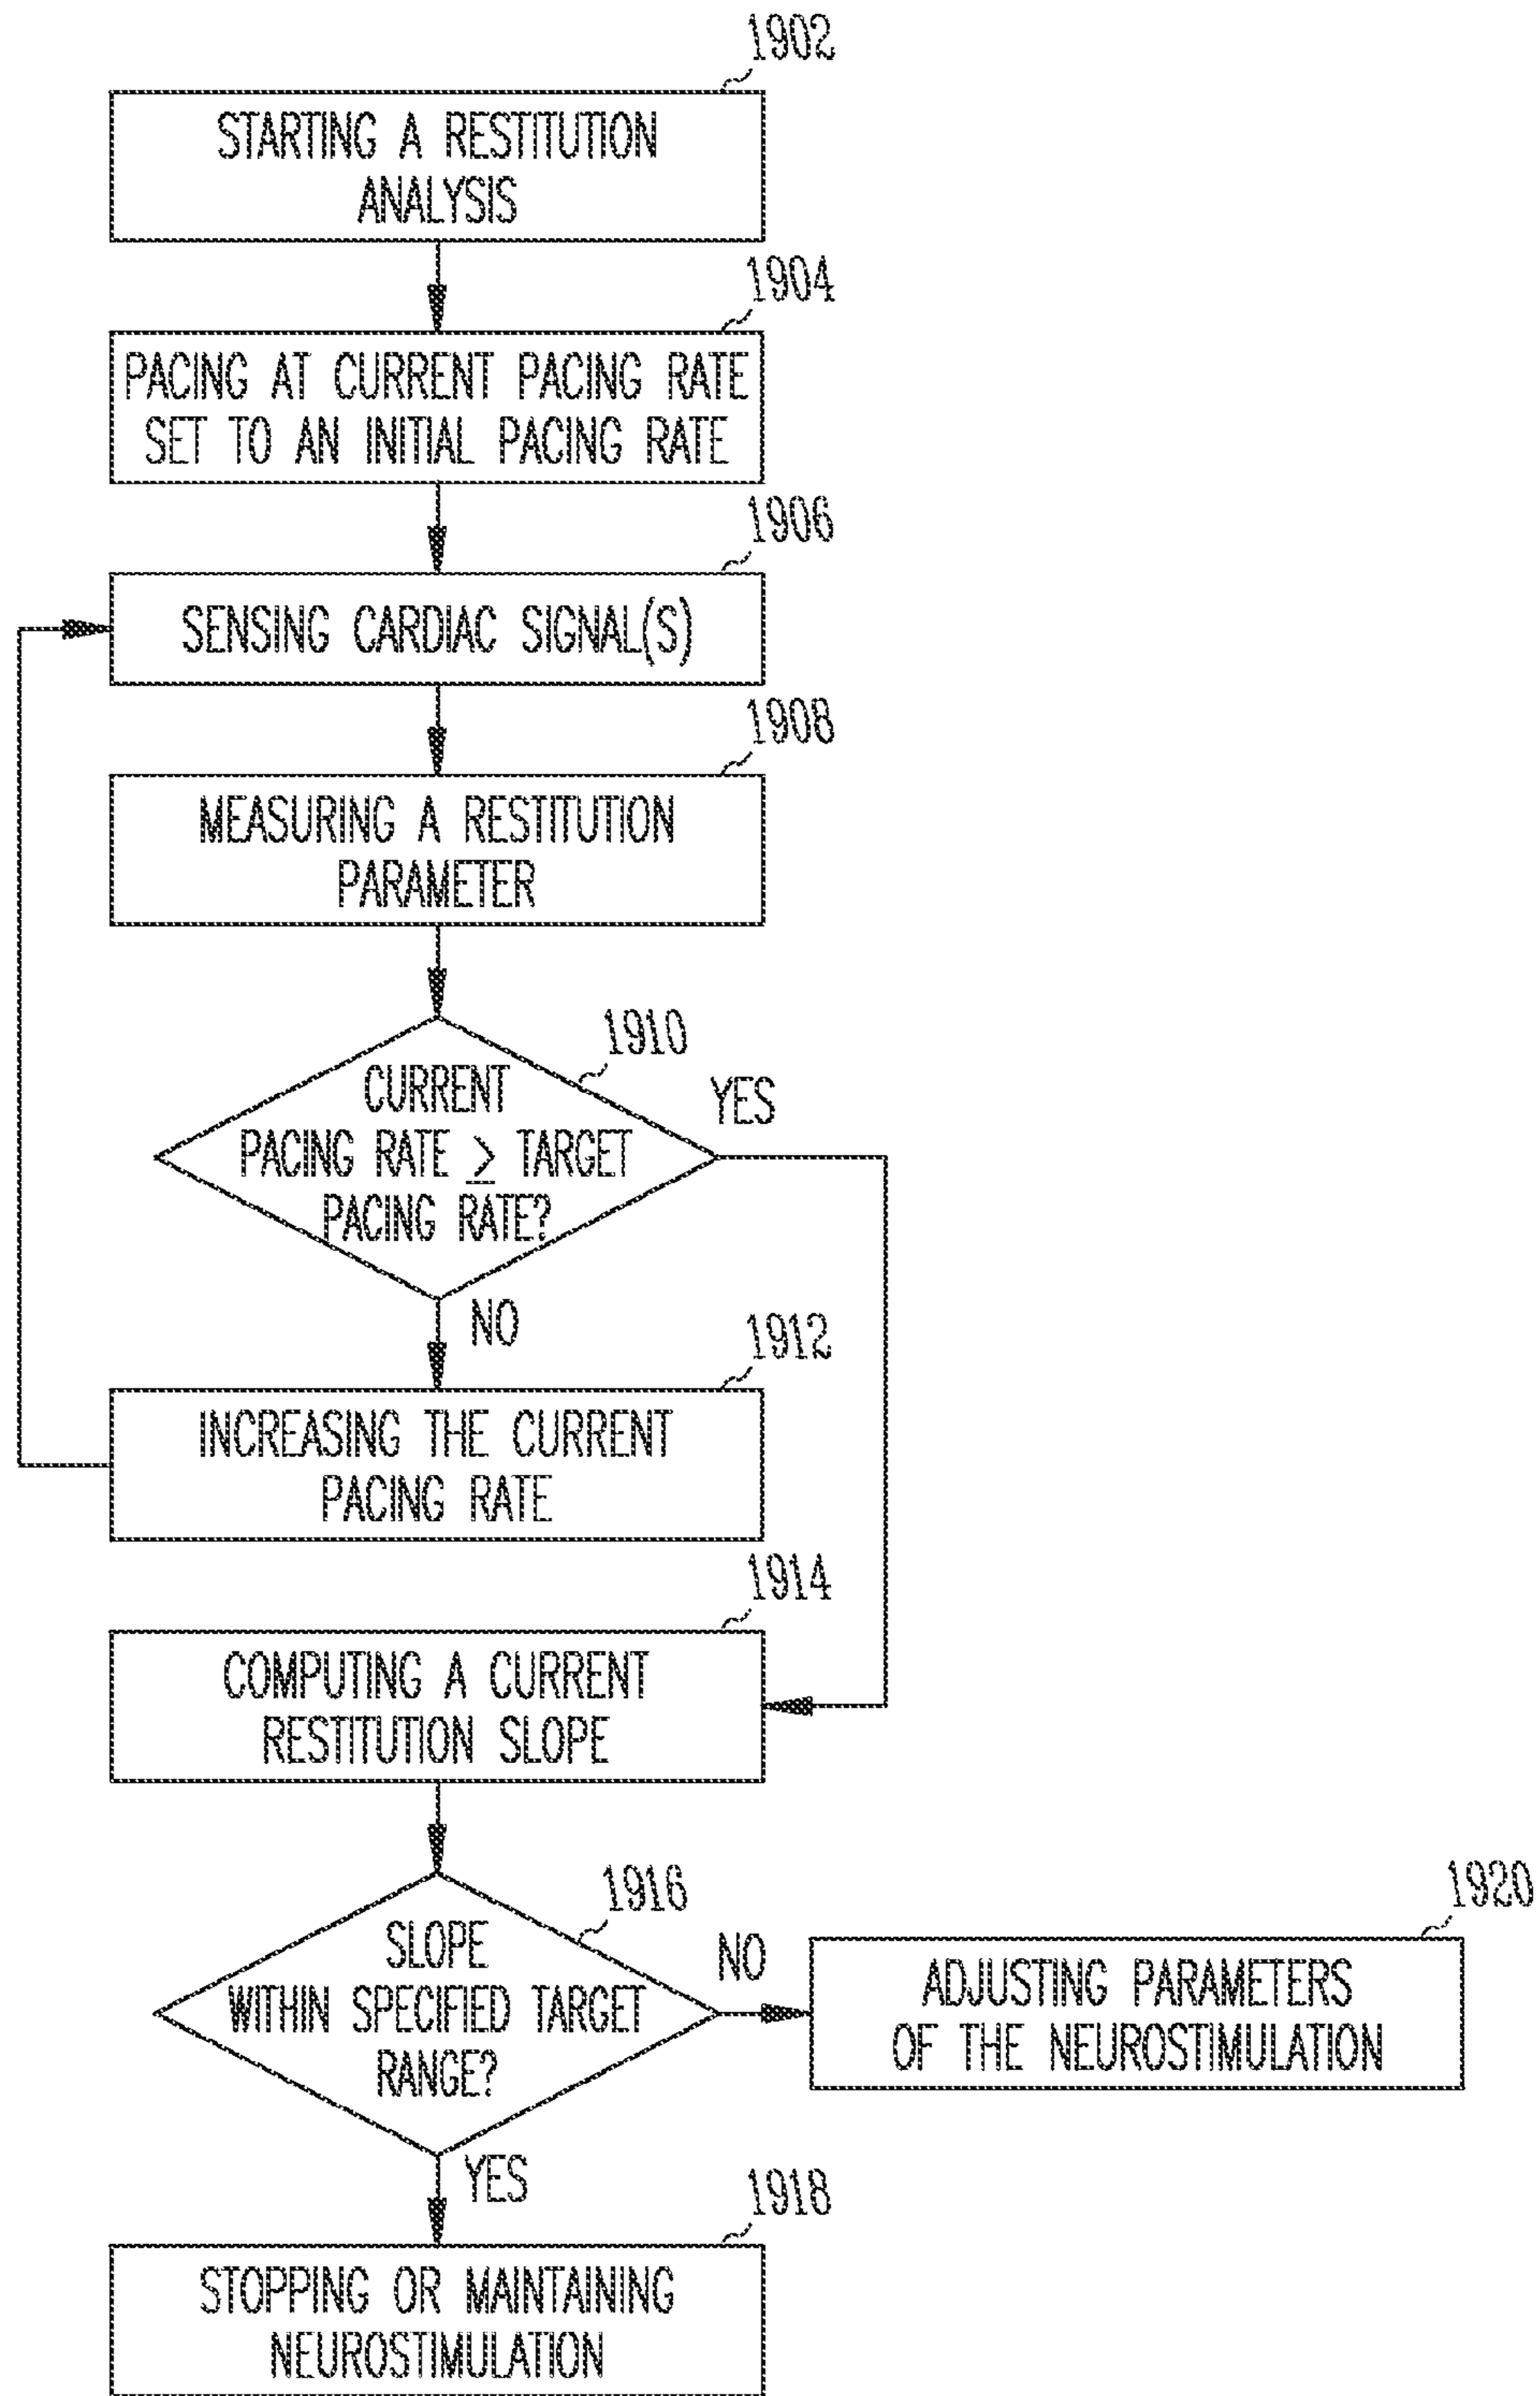 1902
STARTING A RESTITUTION
ANALYSIS
1904
PACING AT CURRENT PACING RATE
SET TO AN INITIAL PACING RATE
1906
SENSING CARDIAC SIGNAL(S)
1908
MEASURING A RESTITUTION
PARAMETER
1910
CURRENT
PACING RATE ≥ TARGET
PACING RATE?
YES
NO
1912
INCREASING THE CURRENT
PACING RATE
1914
COMPUTING A CURRENT
RESTITUTION SLOPE
1916
SLOPE
WITHIN SPECIFIED TARGET
RANGE?
NO
1920
ADJUSTING PARAMETERS
OF THE NEUROSTIMULATION
YES
1918
STOPPING OR MAINTAINING
NEUROSTIMULATION